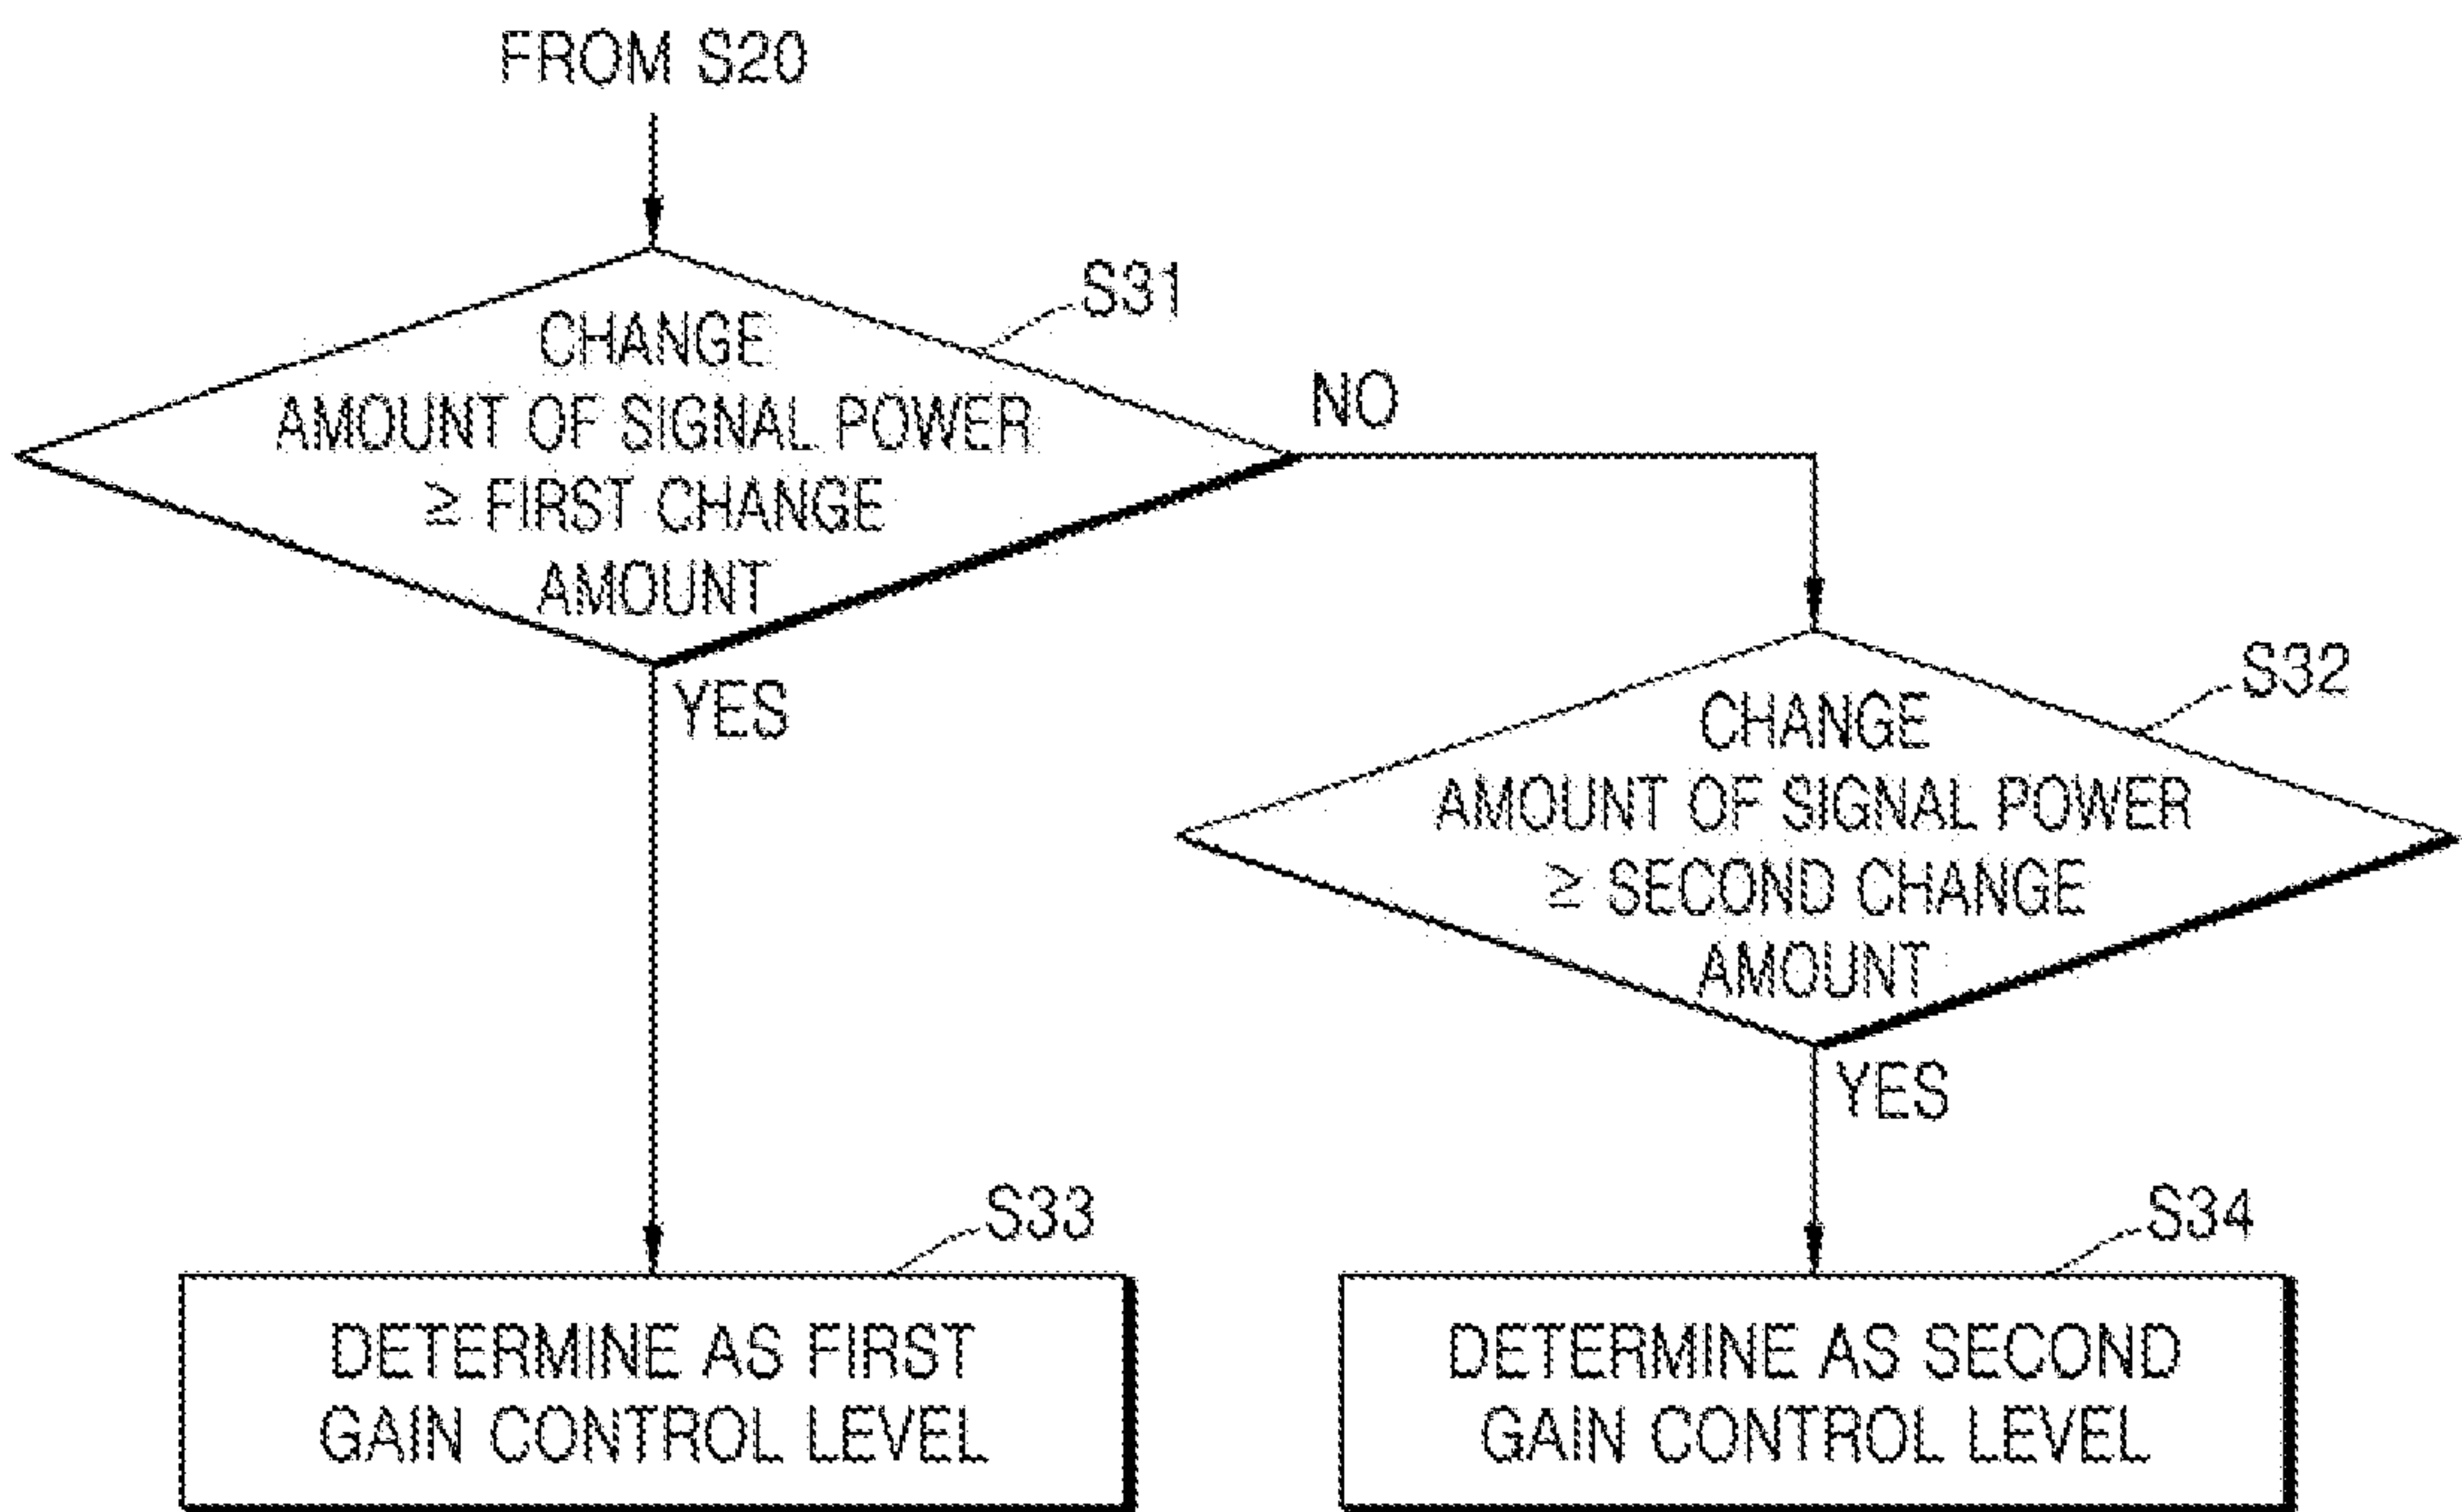 FROM S20
S31
CHANGE
AMOUNT OF SIGNAL POWER
≥ FIRST CHANGE
AMOUNT
NO
YES
S32
CHANGE
AMOUNT OF SIGNAL POWER
≥ SECOND CHANGE
AMOUNT
YES
S33
DETERMINE AS FIRST
GAIN CONTROL LEVEL
S34
DETERMINE AS SECOND
GAIN CONTROL LEVEL